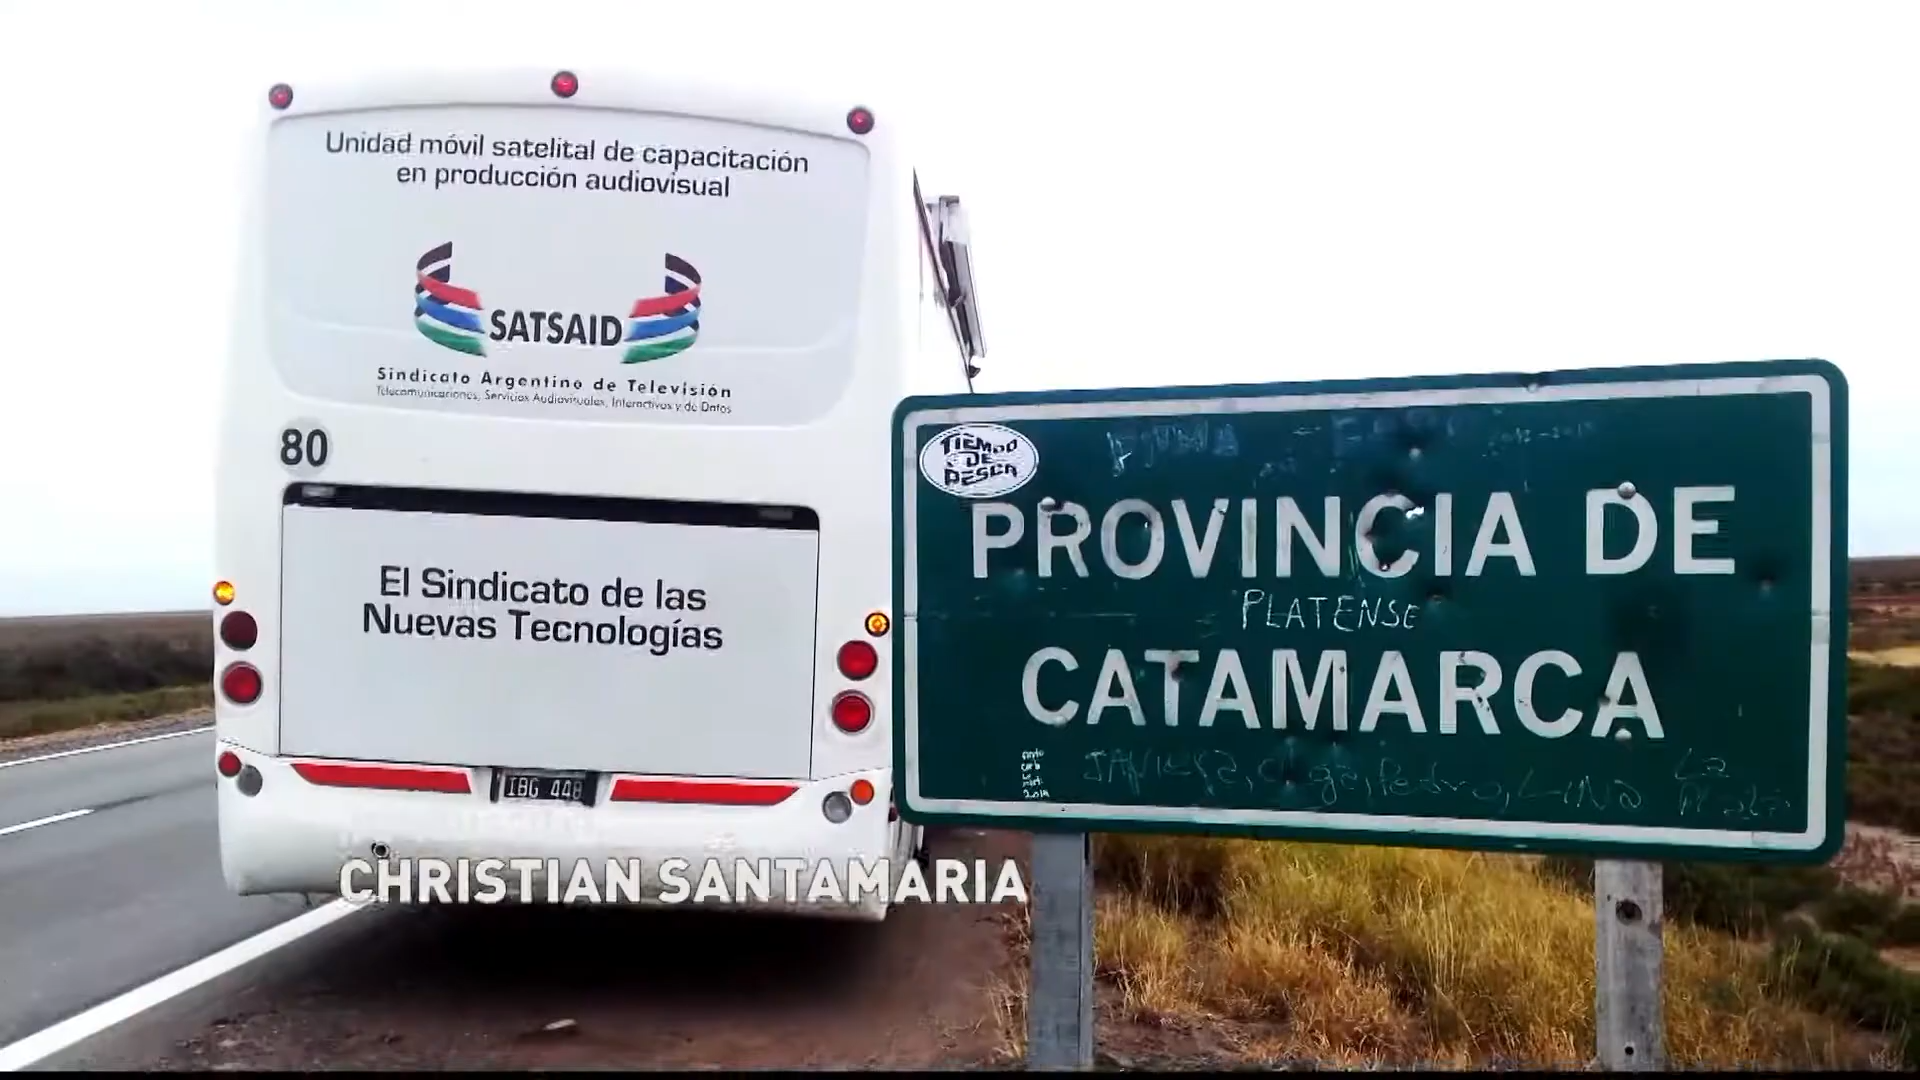 Unidad móvil satelital de capacitación
en producción audiovisual
SATSAID
Sindicato Argentino de Televisión
Telecomunicaciones, Servicios Audiovisuales, Interactivos y de Datos
80
El Sindicato de las
Nuevas Tecnologías
IBG 448
CHRISTIAN SANTAMARIA
TIEMPO
DE
PESCA
PROVINCIA DE
PLATENSE
CATAMARCA